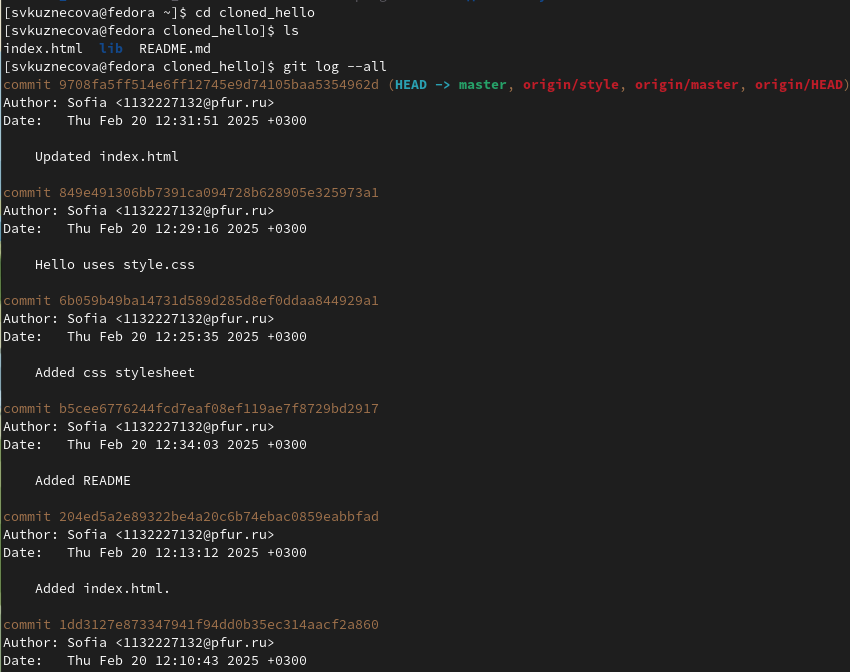 [svkuznecova@fedora ~]$ cd cloned_hello
[svkuznecova@fedora cloned_hello]$ ls
index.html  lib  README.md
[svkuznecova@fedora cloned_hello]$ git log --all
commit 9708fa5ff514e6ff12745e9d74105baa5354962d (HEAD -> master, origin/style, origin/master, origin/HEAD)
Author: Sofia <1132227132@pfur.ru>
Date:   Thu Feb 20 12:31:51 2025 +0300
    Updated index.html
commit 849e491306bb7391ca094728b628905e325973a1
Author: Sofia <1132227132@pfur.ru>
Date:   Thu Feb 20 12:29:16 2025 +0300
    Hello uses style.css
commit 6b059b49ba14731d589d285d8ef0ddaa844929a1
Author: Sofia <1132227132@pfur.ru>
Date:   Thu Feb 20 12:25:35 2025 +0300
    Added css stylesheet
commit b5cee6776244fcd7eaf08ef119ae7f8729bd2917
Author: Sofia <1132227132@pfur.ru>
Date:   Thu Feb 20 12:34:03 2025 +0300
    Added README
commit 204ed5a2e89322be4a20c6b74ebac0859eabbfad
Author: Sofia <1132227132@pfur.ru>
Date:   Thu Feb 20 12:13:12 2025 +0300
    Added index.html.
commit 1dd3127e873347941f94dd0b35ec314aacf2a860
Author: Sofia <1132227132@pfur.ru>
Date:   Thu Feb 20 12:10:43 2025 +0300